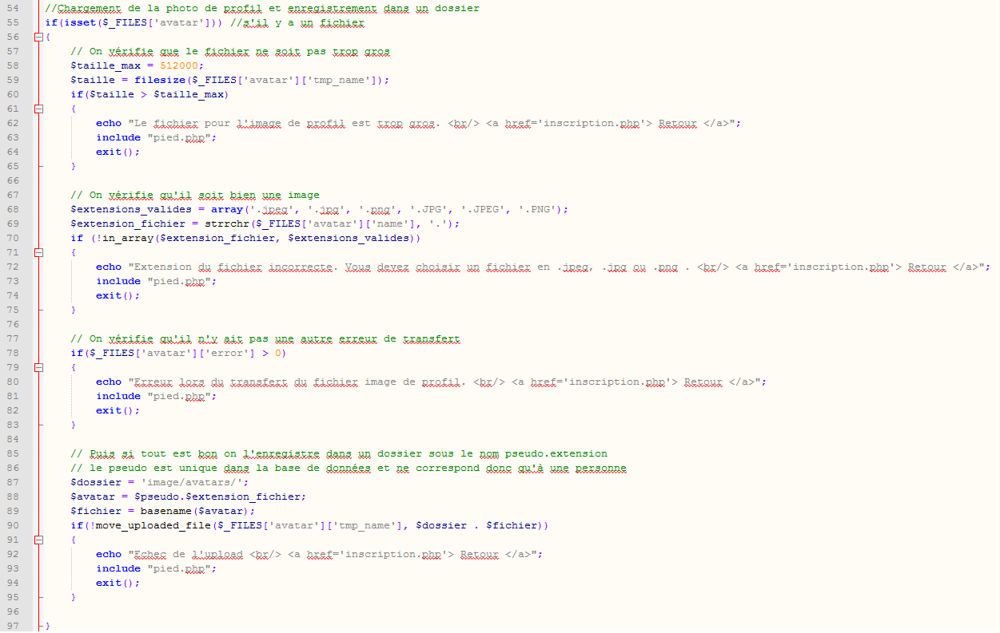 54 //Chargement de la photo de profil et enregistrement dans un dossier
55 if(isset($_FILES['avatar'])) //s'il y a un fichier
56 {
57 // On vérifie que le fichier ne soit pas trop gros
58 $taille_max = 512000;
59 $taille = filesize($_FILES['avatar']['tmp_name']);
60 if($taille > $taille_max)
61 {
62 echo "Le fichier pour l'image de profil est trop gros. <br/> <a href='inscription.php'> Retour </a>";
63 include "pied.php";
64 exit();
65 }
66
67 // On vérifie qu'il soit bien une image
68 $extensions_valides = array('.jpeg', '.jpg', '.png', '.JPG', '.JPEG', '.PNG');
69 $extension_fichier = strrchr($_FILES['avatar']['name'], '.');
70 if (!in_array($extension_fichier, $extensions_valides))
71 {
72 echo "Extension du fichier incorrecte. Vous devez choisir un fichier en .jpeg, .jpg ou .png . <br/> <a href='inscription.php'> Retour </a>";
73 include "pied.php";
74 exit();
75 }
76
77 // On vérifie qu'il n'y ait pas une autre erreur de transfert
78 if($_FILES['avatar']['error'] > 0)
79 {
80 echo "Erreur lors du transfert du fichier image de profil. <br/> <a href='inscription.php'> Retour </a>";
81 include "pied.php";
82 exit();
83 }
84
85 // Puis si tout est bon on l'enregistre dans un dossier sous le nom pseudo.extension
86 // le pseudo est unique dans la base de données et ne correspond donc qu'à une personne
87 $dossier = 'image/avatars/';
88 $avatar = $pseudo.$extension_fichier;
89 $fichier = basename($avatar);
90 if(!move_uploaded_file($_FILES['avatar']['tmp_name'], $dossier . $fichier))
91 {
92 echo "Echec de l'upload <br/> <a href='inscription.php'> Retour </a>";
93 include "pied.php";
94 exit();
95 }
96
97 }